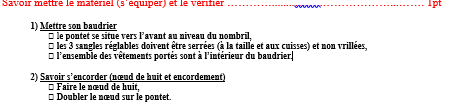 Savoir mettre le matériel (s'équiper) et le vérifier ……………………………………… 1pt
1) Mettre son baudrier
□ le pontet se situe vers l'avant au niveau du nombril,
□ les 3 sangles réglables doivent être serrées (à la taille et aux cuisses) et non vrillées,
□ l'ensemble des vêtements portés sont à l'intérieur du baudrier.
2) Savoir s'encorder (nœud de huit et encordement)
□ Faire le nœud de huit,
□ Doubler le nœud sur le pontet.